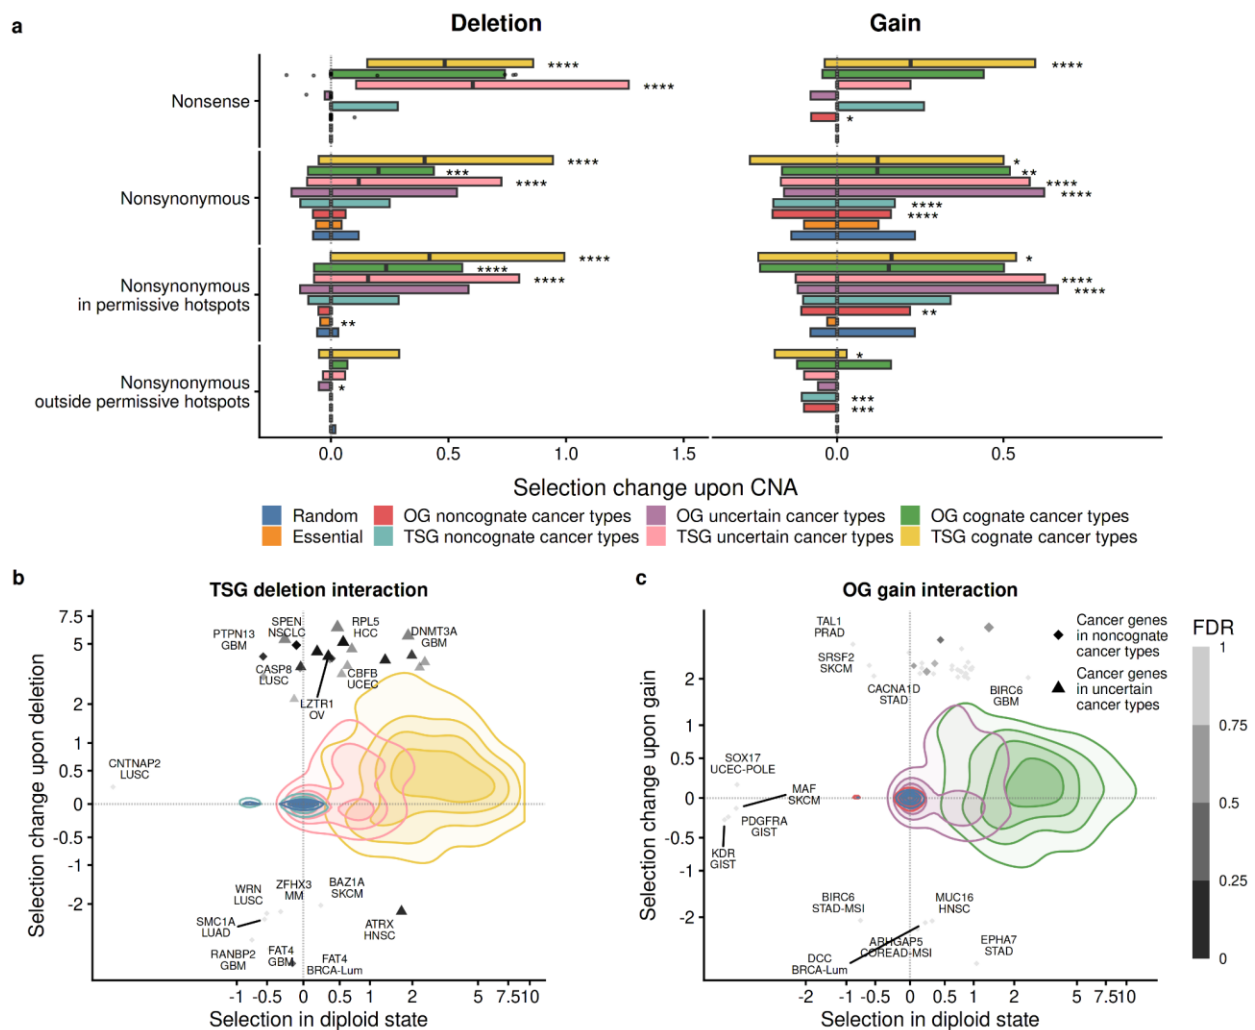 a
Deletion
Gain
Nonsense
****
****
****
*
Nonsynonymous
****
***
****
*
**
****
****
****
****
Nonsynonymous
in permissive hotspots
****
****
****
**
*
****
****
**
Nonsynonymous
outside permissive hotspots
*
*
***
***
0.0
0.5
1.0
1.5
0.0
0.5
Selection change upon CNA
Random
OG noncognate cancer types
OG uncertain cancer types
OG cognate cancer types
Essential
TSG noncognate cancer types
TSG uncertain cancer types
TSG cognate cancer types
b
TSG deletion interaction
Selection change upon deletion
7.5
5
2
1
0.5
0
-0.5
-1
-2
PTPN13
GBM
SPEN
NSCLC
RPL5
HCC
DNMT3A
GBM
CASP8
LUSC
CBFB
UCEC
LZTR1
OV
CNTNAP2
LUSC
WRN
LUSC
ZFHX3
MM
BAZ1A
SKCM
SMC1A
LUAD
ATRX
HNSC
RANBP2
GBM
FAT4
GBM
FAT4
BRCA-Lum
-1
-0.5
0
0.5
1
2
5
7.5
10
Selection in diploid state
c
OG gain interaction
Selection change upon gain
2
1
0.5
0
-0.5
-1
-2
TAL1
PRAD
SRSF2
SKCM
CACNA1D
STAD
BIRC6
GBM
SOX17
UCEC-POLE
MAF
SKCM
PDGFRA
GIST
KDR
GIST
BIRC6
STAD-MSI
MUC16
HNSC
ARHGAP5
COREAD-MSI
EPHA7
STAD
DCC
BRCA-Lum
-2
-1
-0.5
0
0.5
1
2
5
7.5
10
Selection in diploid state
Cancer genes
in noncognate
cancer types
Cancer genes
in uncertain
cancer types
FDR
1
0.75
0.5
0.25
0